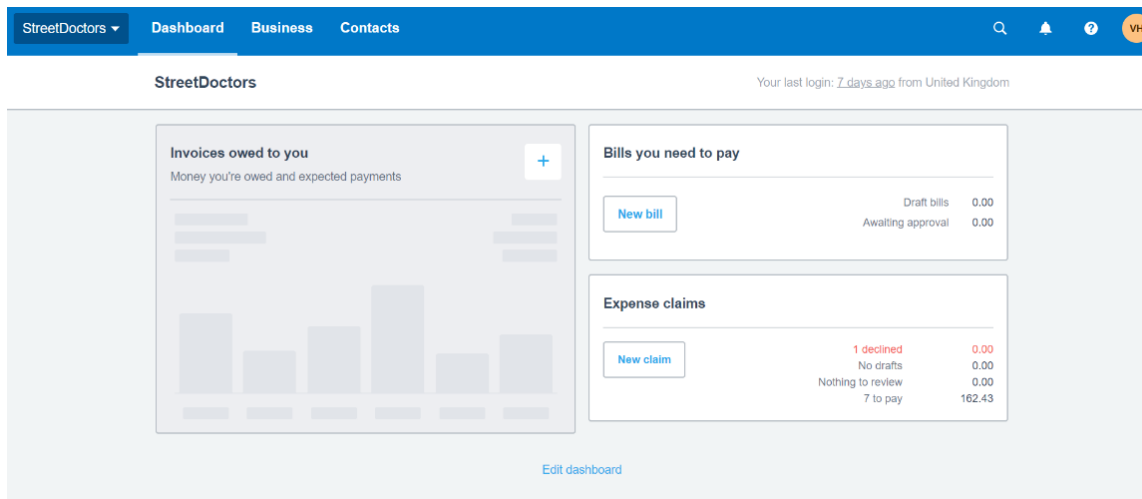 StreetDoctors Dashboard Business Contacts VH
StreetDoctors Your last login: 7 days ago from United Kingdom
Invoices owed to you
Money you're owed and expected payments
+
Bills you need to pay
New bill
Draft bills 0.00
Awaiting approval 0.00
Expense claims
New claim
1 declined 0.00
No drafts 0.00
Nothing to review 0.00
7 to pay 162.43
Edit dashboard